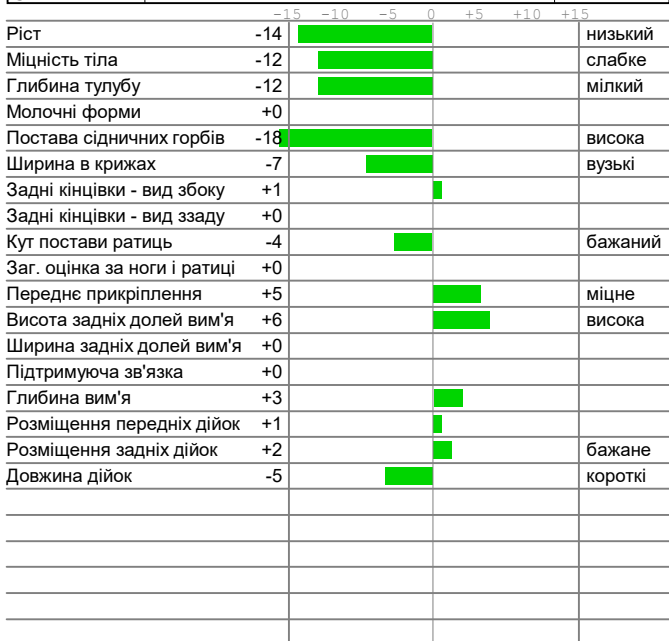 -15 -10 -5 0 +5 +10 +15
Ріст -14 низький
Міцність тіла -12 слабке
Глибина тулубу -12 мілкий
Молочні форми +0
Постава сідничних горбів -18 висока
Ширина в крижах -7 вузькі
Задні кінцівки - вид збоку +1
Задні кінцівки - вид ззаду +0
Кут постави ратиць -4 бажаний
Заг. оцінка за ноги і ратиці +0
Переднє прикріплення +5 міцне
Висота задніх долей вим'я +6 висока
Ширина задніх долей вим'я +0
Підтримуюча зв'язка +0
Глибина вим'я +3
Розміщення передніх дійок +1
Розміщення задніх дійок +2 бажане
Довжина дійок -5 короткі